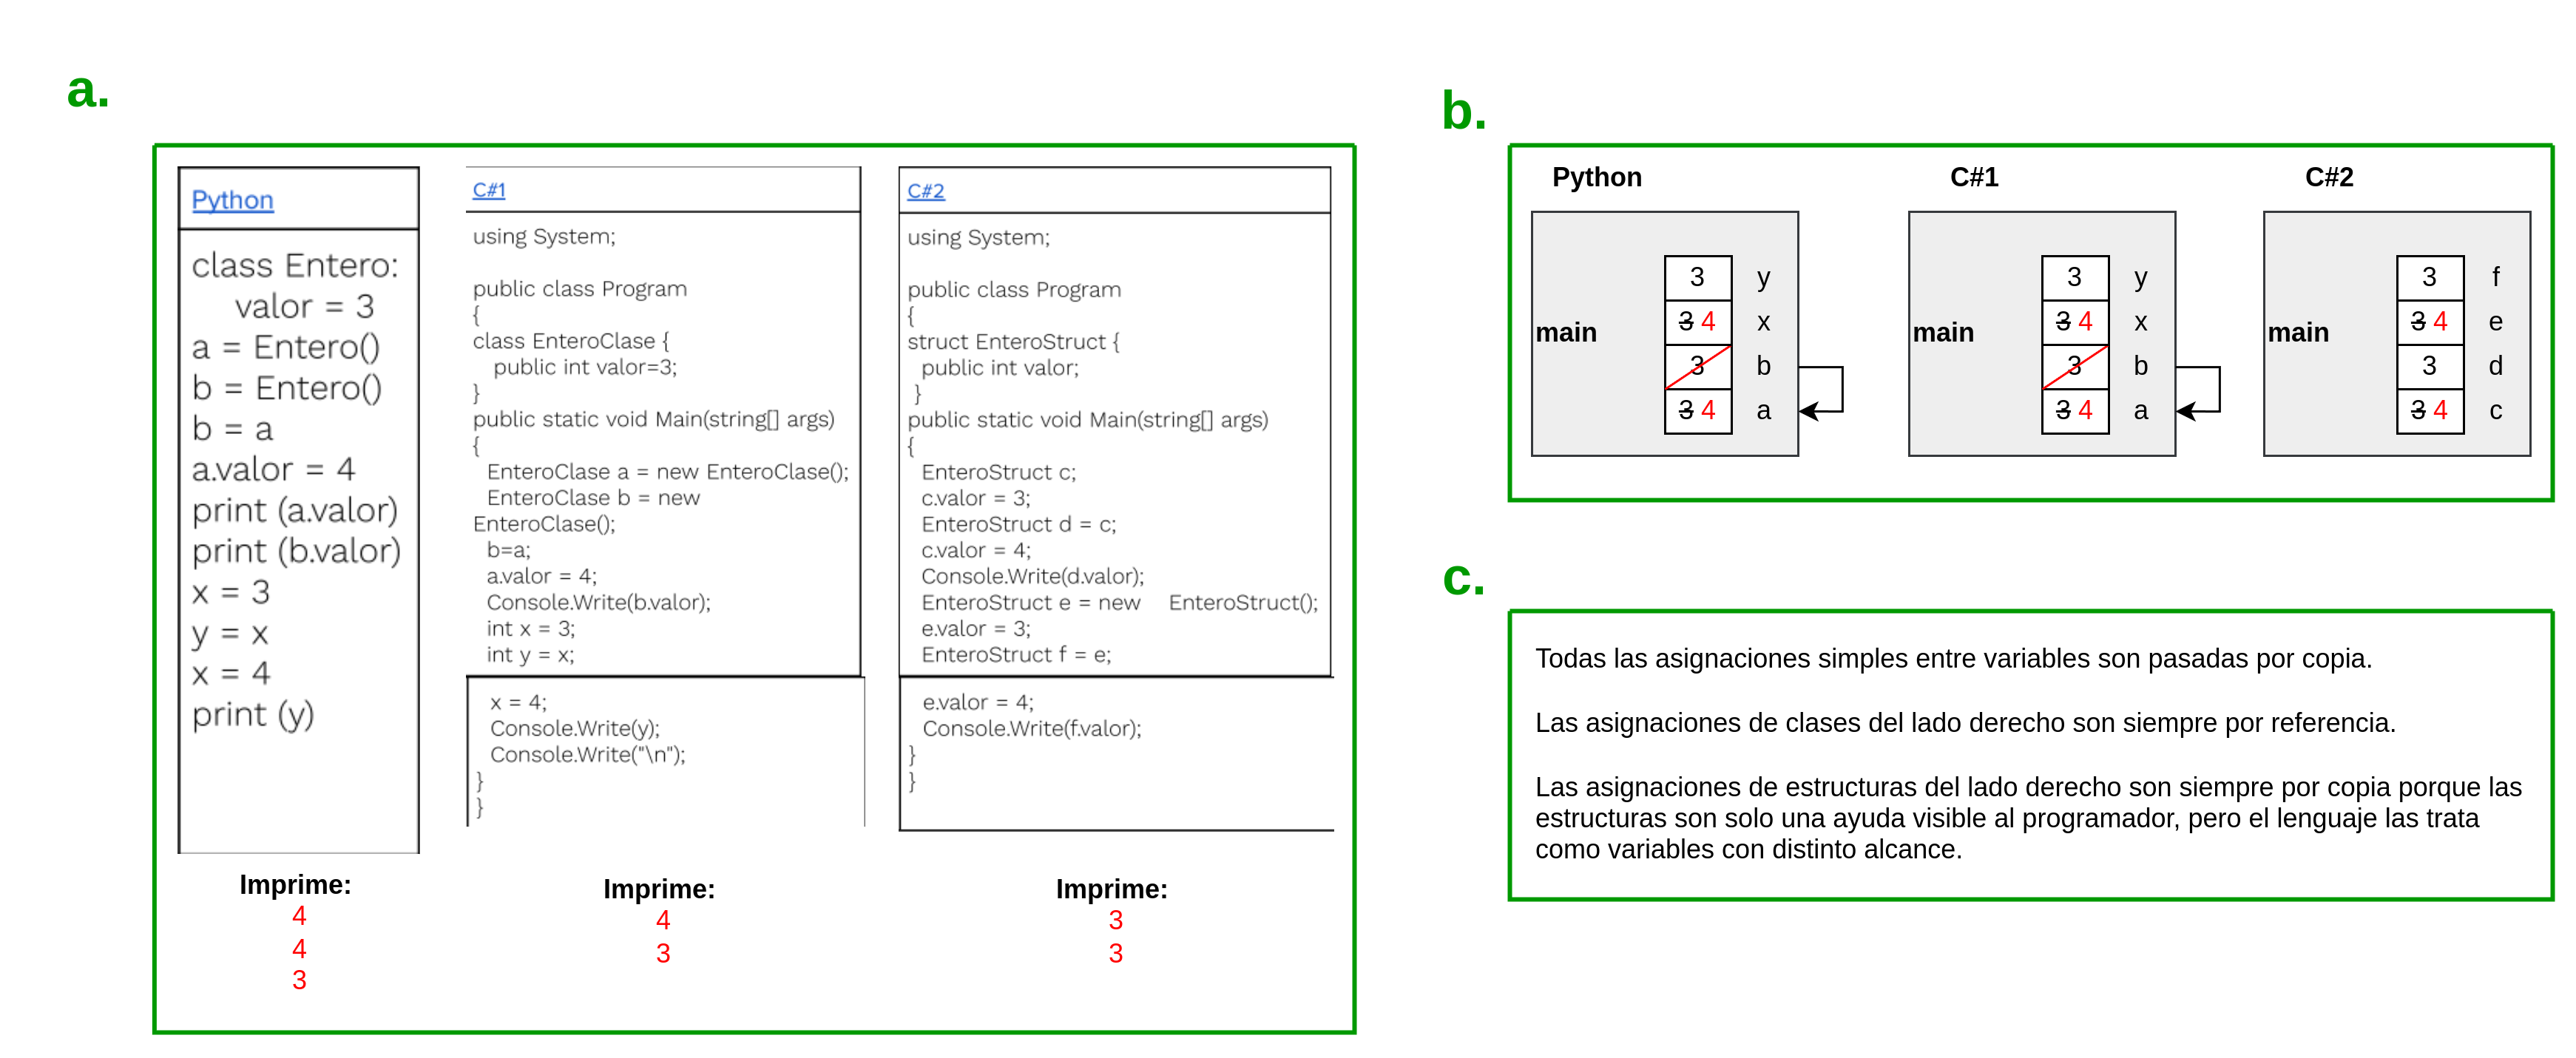 a.
Python
class Entero:
valor = 3
a = Entero()
b = Entero()
b = a
a.valor = 4
print (a.valor)
print (b.valor)
x = 3
y = x
x = 4
print (y)
Imprime:
4
4
3
C#1
using System;
public class Program
{
class EnteroClase {
public int valor=3;
}
public static void Main(string[] args)
{
EnteroClase a = new EnteroClase();
EnteroClase b = new
EnteroClase();
b=a;
a.valor = 4;
Console.Write(b.valor);
int x = 3;
int y = x;
x = 4;
Console.Write(y);
Console.Write("\n");
}
}
Imprime:
4
3
C#2
using System;
public class Program
{
struct EnteroStruct {
public int valor;
}
public static void Main(string[] args)
{
EnteroStruct c;
c.valor = 3;
EnteroStruct d = c;
c.valor = 4;
Console.Write(d.valor);
EnteroStruct e = new EnteroStruct();
e.valor = 3;
EnteroStruct f = e;
e.valor = 4;
Console.Write(f.valor);
}
}
Imprime:
3
3
b.
Python
main
3 y
3 4 x
3 b
3 4 a
C#1
main
3 y
3 4 x
3 b
3 4 a
C#2
main
3 f
3 4 e
3 d
3 4 c
c.
Todas las asignaciones simples entre variables son pasadas por copia.
Las asignaciones de clases del lado derecho son siempre por referencia.
Las asignaciones de estructuras del lado derecho son siempre por copia porque las
estructuras son solo una ayuda visible al programador, pero el lenguaje las trata
como variables con distinto alcance.